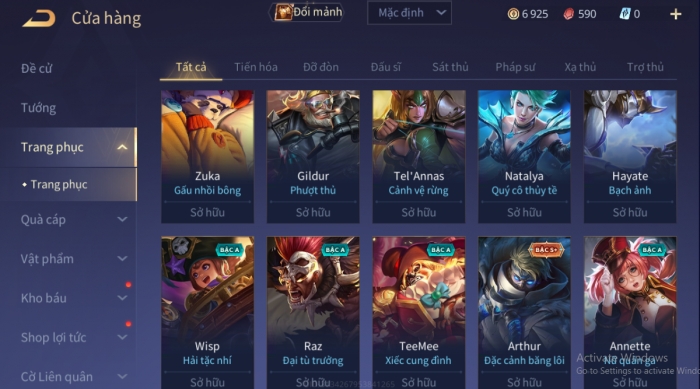 Cửa hàng
Đổi mảnh
Mặc định
6 925
590
0
Đề cử
Tướng
Trang phục
Trang phục
Quà cáp
Vật phẩm
Kho báu
Shop lợi tức
Cờ Liên quân
Tất cả
Tiến hóa
Đỡ đòn
Đấu sĩ
Sát thủ
Pháp sư
Xạ thủ
Trợ thủ
Zuka
Gấu nhồi bông
Sở hữu
Gildur
Phượt thủ
Sở hữu
Tel'Annas
Cảnh vệ rừng
Sở hữu
Natalya
Quý cô thủy tề
Sở hữu
Hayate
Bạch ảnh
Sở hữu
BẬC A
Wisp
Hải tặc nhí
Sở hữu
BẬC A
Raz
Đại tù trưởng
Sở hữu
BẬC A
TeeMee
Xiếc cung đình
Sở hữu
BẬC S+
Arthur
Đặc cảnh băng lôi
Sở hữu
BẬC A
Annette
Nữ quản ga
Sở hữu
Activate Windows
Go to Settings to activate Wind